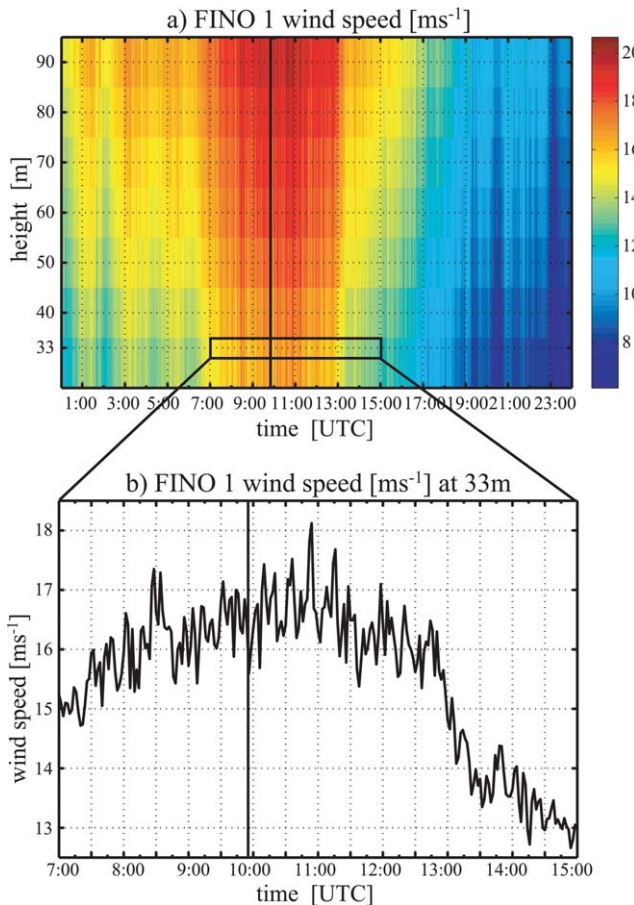 a) FINO 1 wind speed [ms⁻¹]
90
80
70
60
50
40
33
height [m]
20
18
16
14
12
10
8
1:00 3:00 5:00 7:00 9:00 11:00 13:00 15:00 17:00 19:00 21:00 23:00
time [UTC]
b) FINO 1 wind speed [ms⁻¹] at 33m
18
17
16
15
14
13
wind speed [ms⁻¹]
7:00 8:00 9:00 10:00 11:00 13:00 14:00 15:00
time [UTC]